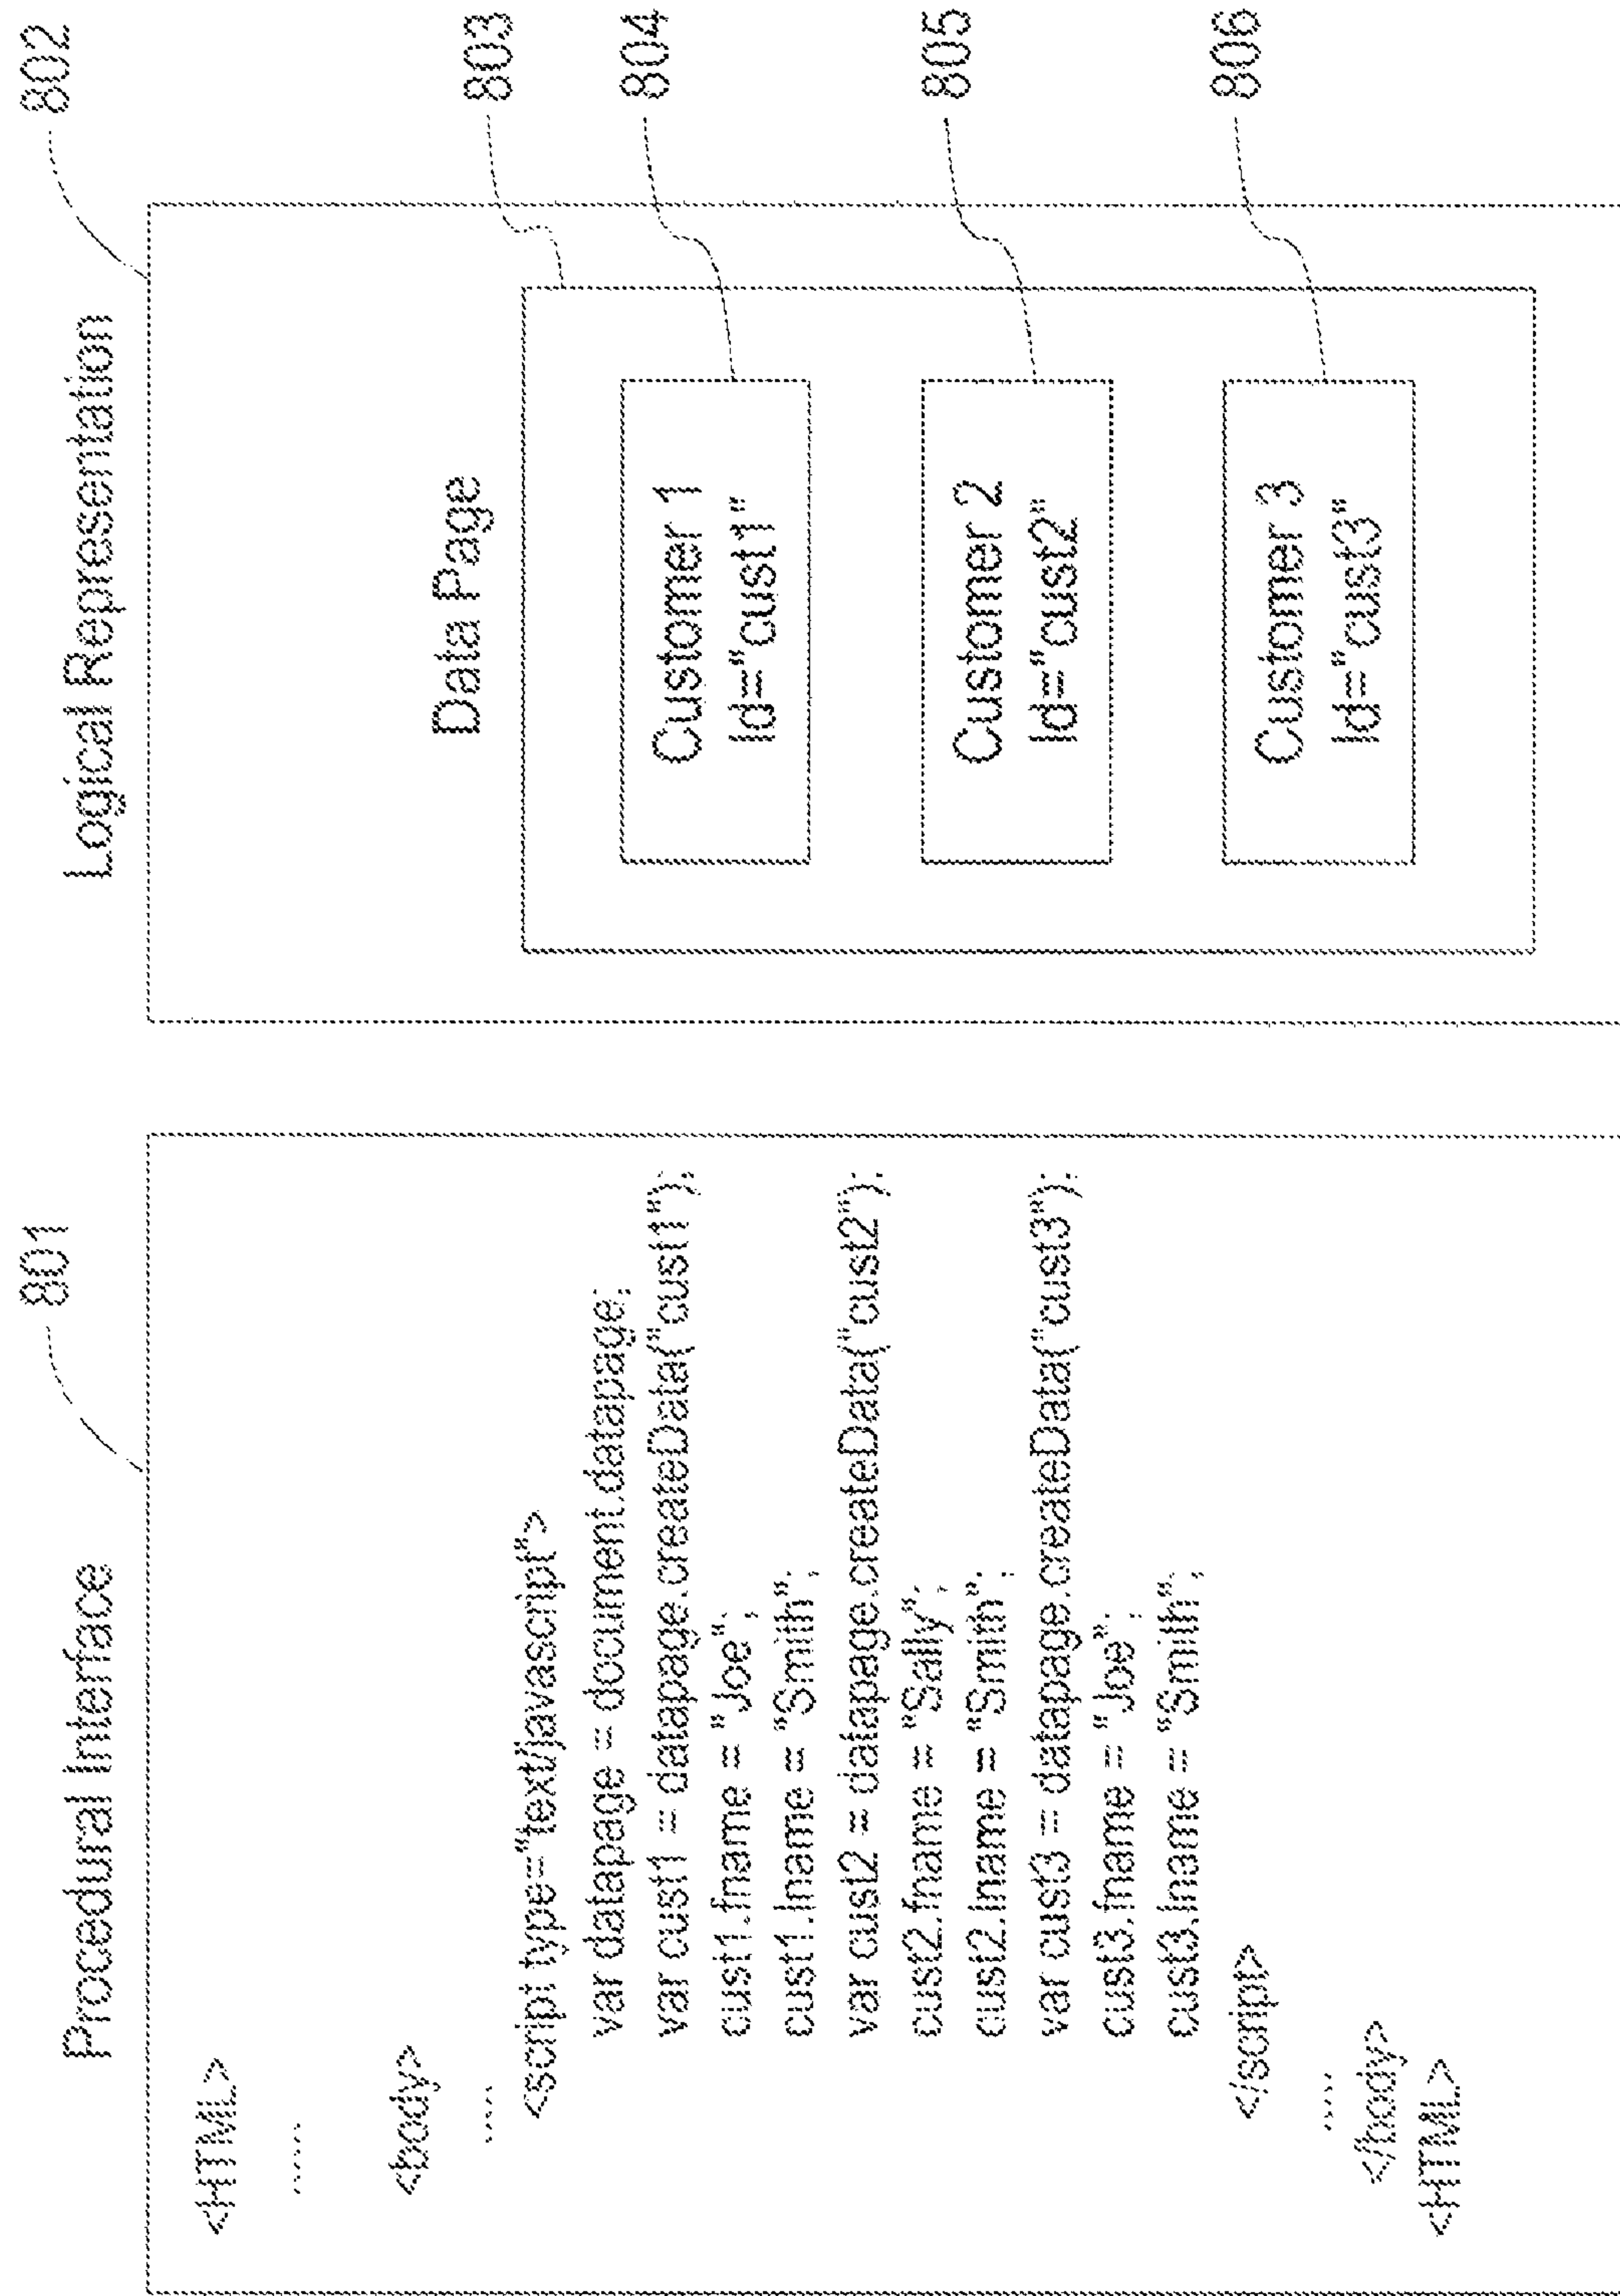 Procedural Interface
801
<HTML>
.....
<body>
.....
<script type="text/javascript">
var datapage = document.datapage;
var cust1 = datapage.createData("cust1");
cust1.fname = "Joe";
cust1.lname = "Smith";
var cust2 = datapage.createData("cust2");
cust2.fname = "Sally";
cust2.lname = "Smith";
var cust3 = datapage.createData("cust3");
cust3.fname = "Joe";
cust3.lname = "Smith";
</script>
.....
</body>
<HTML>
Logical Representation
802
Data Page
803
Customer 1
Id="cust1"
804
Customer 2
Id="cust2"
805
Customer 3
Id="cust3"
806